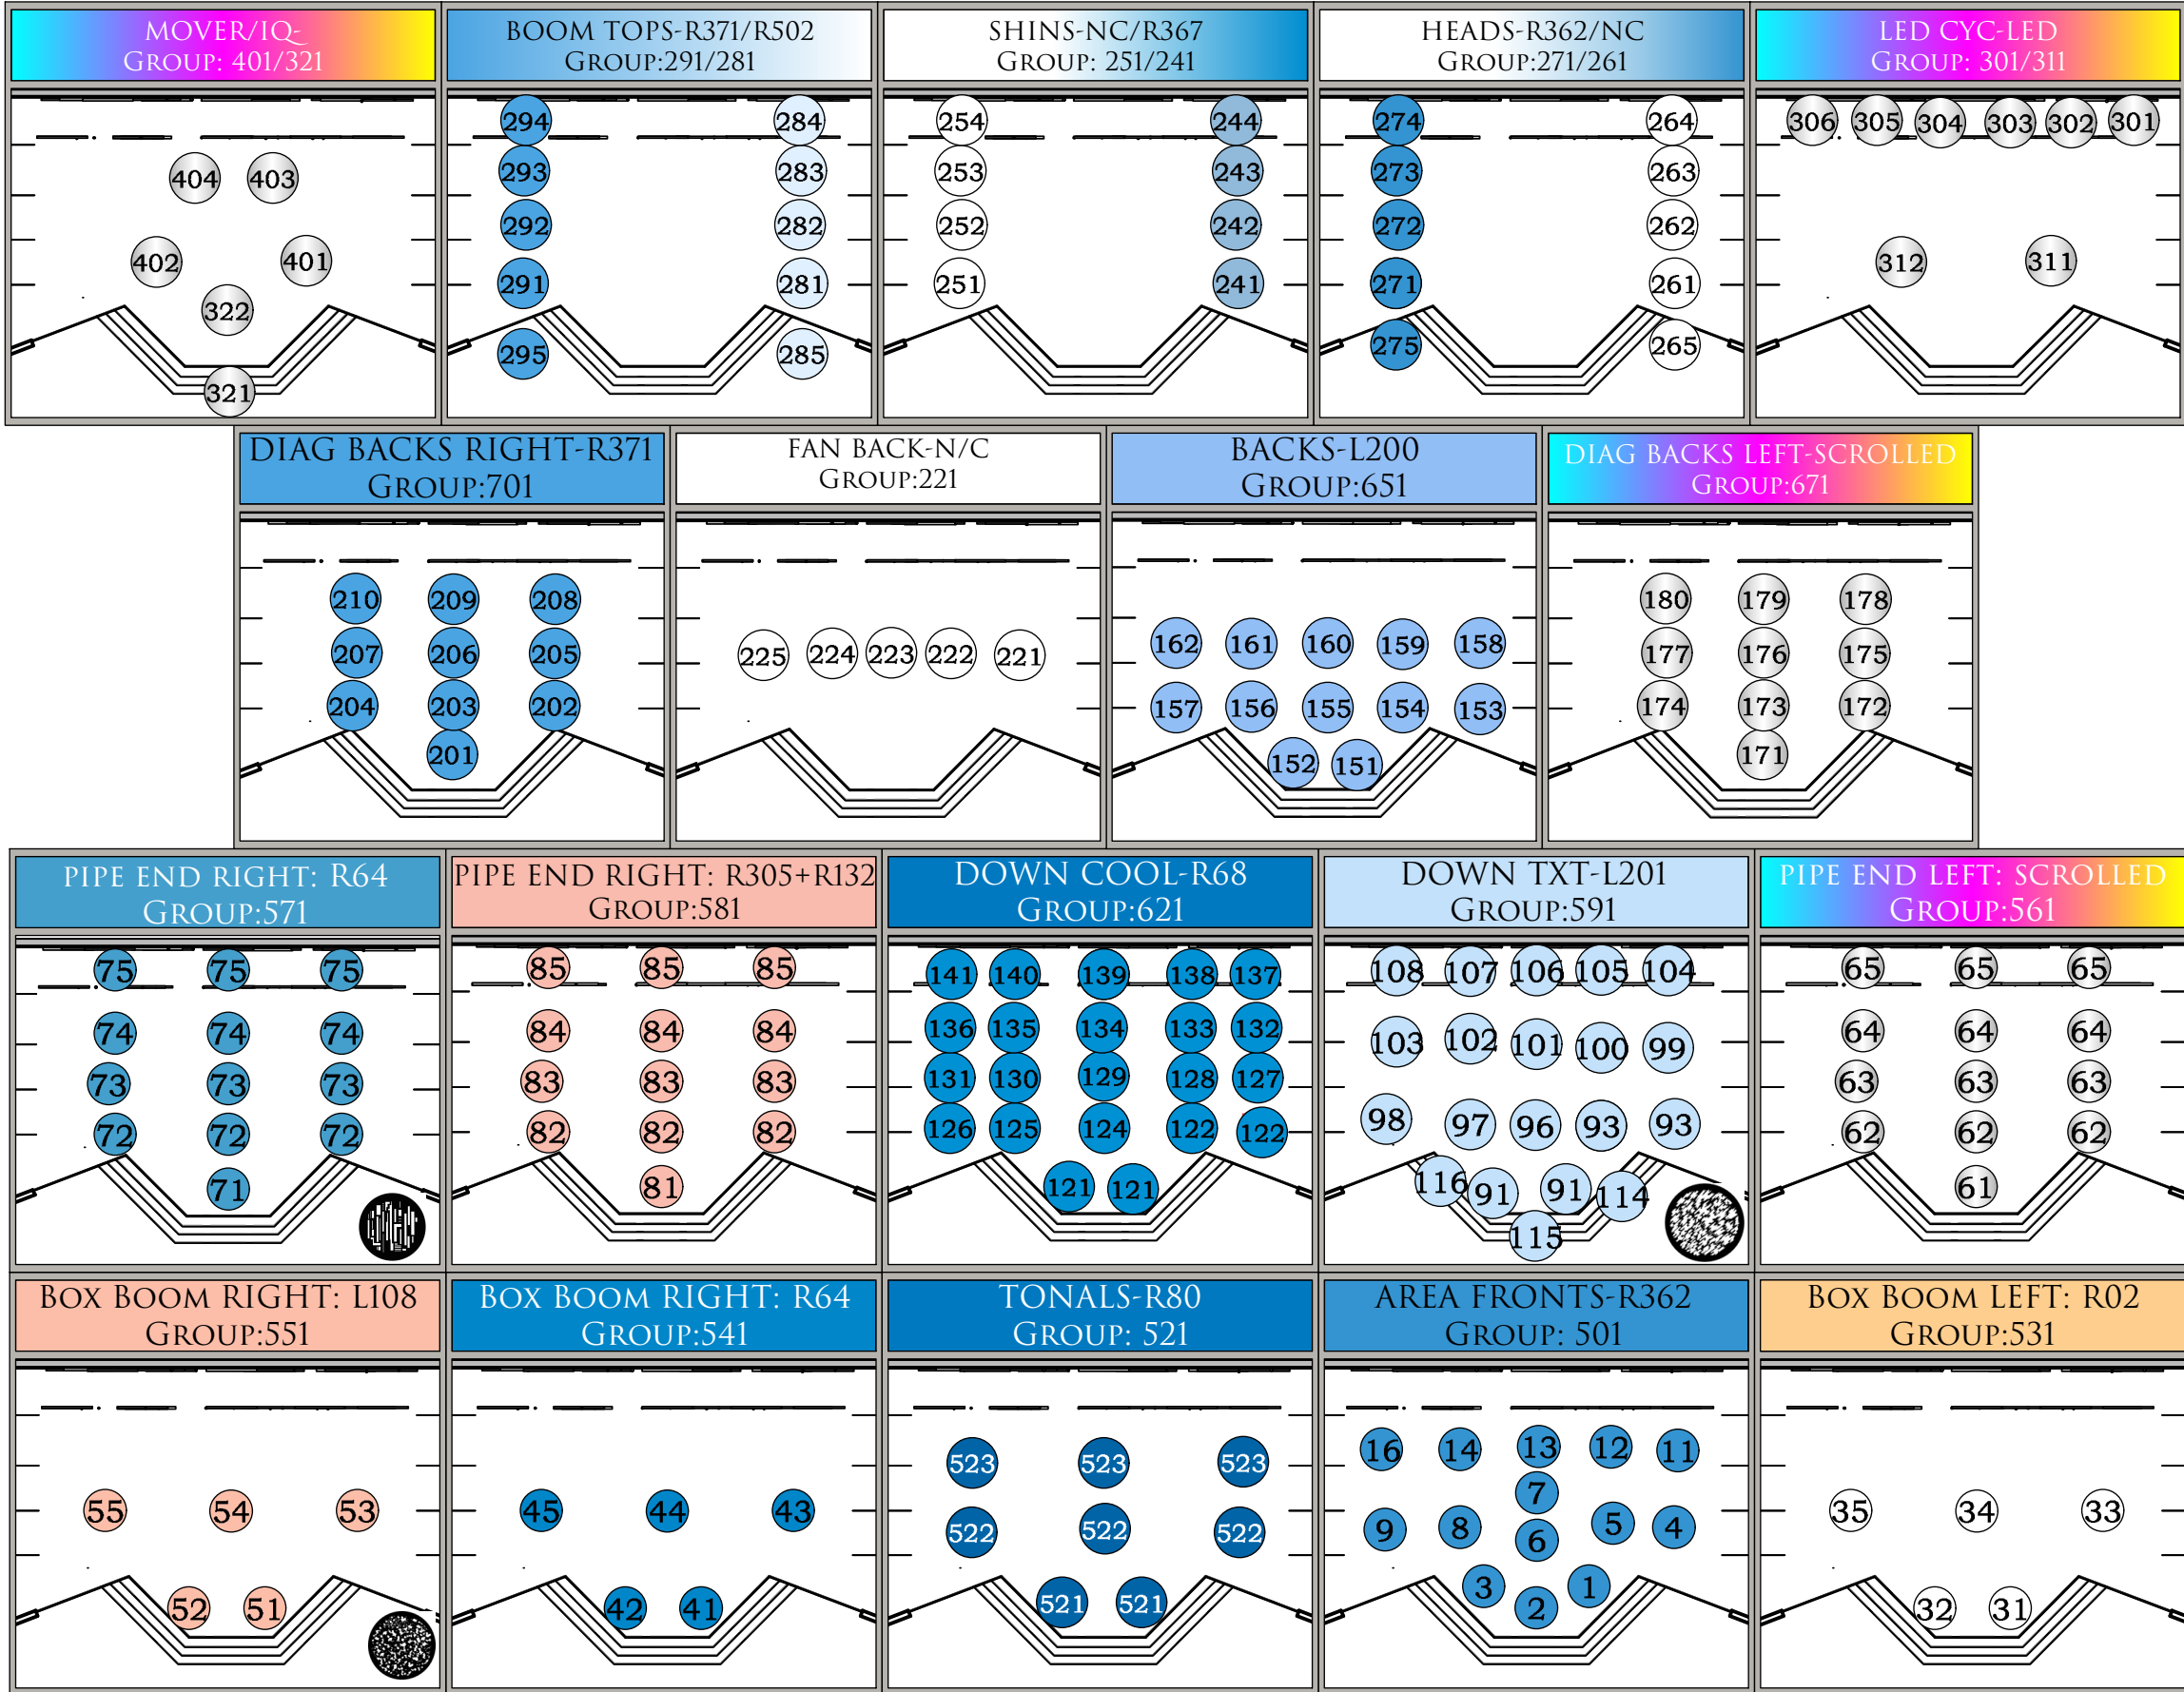 MOVER/IQ-
GROUP: 401/321
404 403
402 401
322
321
BOOM TOPS-R371/R502
GROUP:291/281
294 284
293 283
292 282
291 281
295 285
SHINS-NC/R367
GROUP: 251/241
254 244
253 243
252 242
251 241
HEADS-R362/NC
GROUP:271/261
274 264
273 263
272 262
271 261
275 265
LED CYC-LED
GROUP: 301/311
306 305 304 303 302 301
312 311
DIAG BACKS RIGHT-R371
GROUP:701
210 209 208
207 206 205
204 203 202
201
FAN BACK-N/C
GROUP:221
225 224 223 222 221
BACKS-L200
GROUP:651
162 161 160 159 158
157 156 155 154 153
152 151
DIAG BACKS LEFT-SCROLLED
GROUP:671
180 179 178
177 176 175
174 173 172
171
PIPE END RIGHT: R64
GROUP:571
75 75 75
74 74 74
73 73 73
72 72 72
71
PIPE END RIGHT: R305+R132
GROUP:581
85 85 85
84 84 84
83 83 83
82 82 82
81
DOWN COOL-R68
GROUP:621
141 140 139 138 137
136 135 134 133 132
131 130 129 128 127
126 125 124 122 122
121 121
DOWN TXT-L201
GROUP:591
108 107 106 105 104
103 102 101 100 99
98 97 96 93 93
116 91 91 114
115
PIPE END LEFT: SCROLLED
GROUP:561
65 65 65
64 64 64
63 63 63
62 62 62
61
BOX BOOM RIGHT: L108
GROUP:551
55 54 53
52 51
BOX BOOM RIGHT: R64
GROUP:541
45 44 43
42 41
TONALS-R80
GROUP: 521
523 523 523
522 522 522
521 521
AREA FRONTS-R362
GROUP: 501
16 14 13 12 11
7
9 8 6 5 4
3 2 1
BOX BOOM LEFT: R02
GROUP:531
35 34 33
32 31